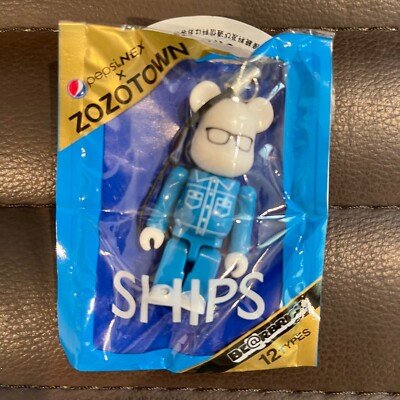 pepsi NEX
×
ZOZOTOWN
SHIPS
BE@RBRICK
12 TYPES